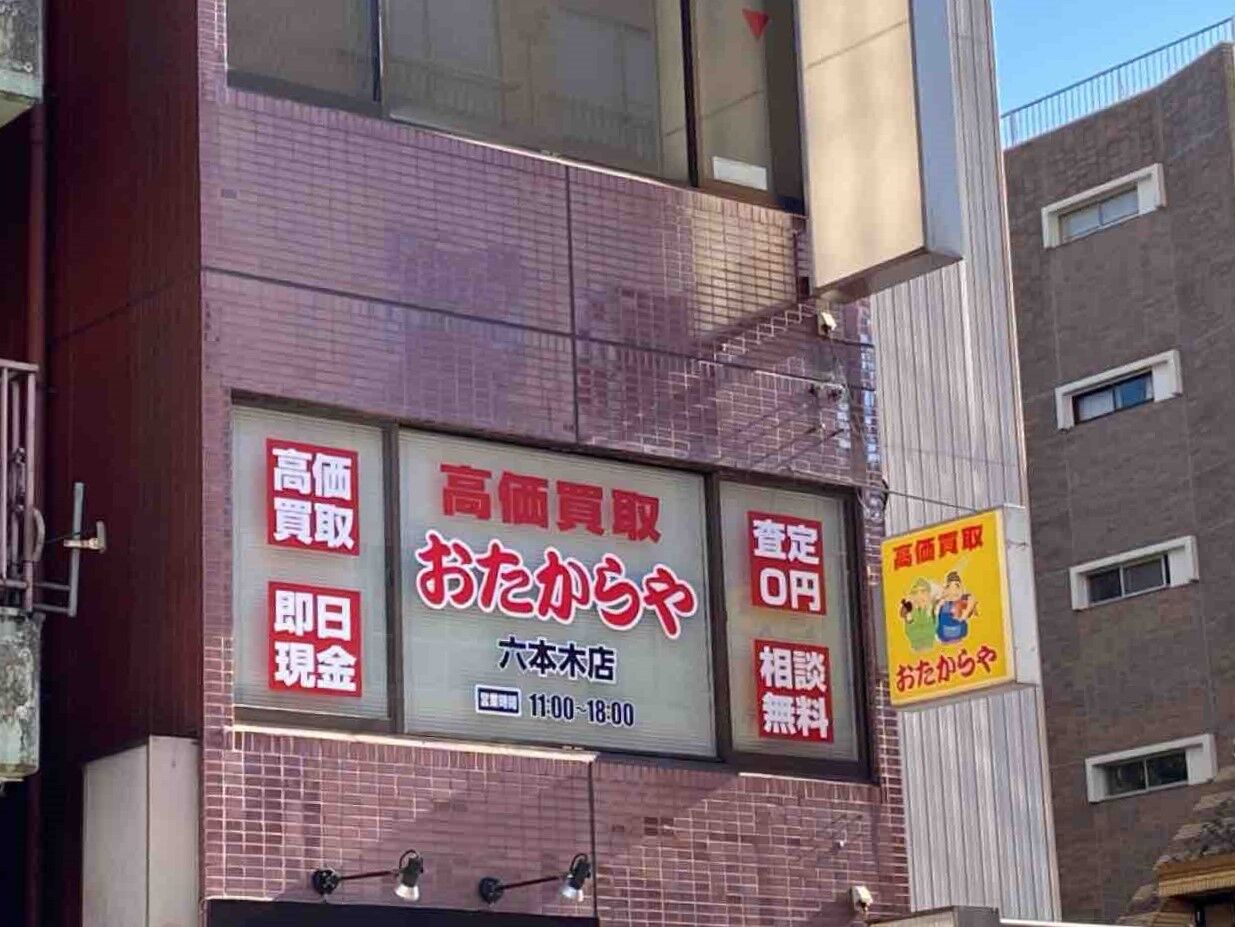 高価
買取
即日
現金
高価買取
おたからや
六本木店
営業時間 11:00~18:00
査定
0円
相談
無料
高価買取
おたからや